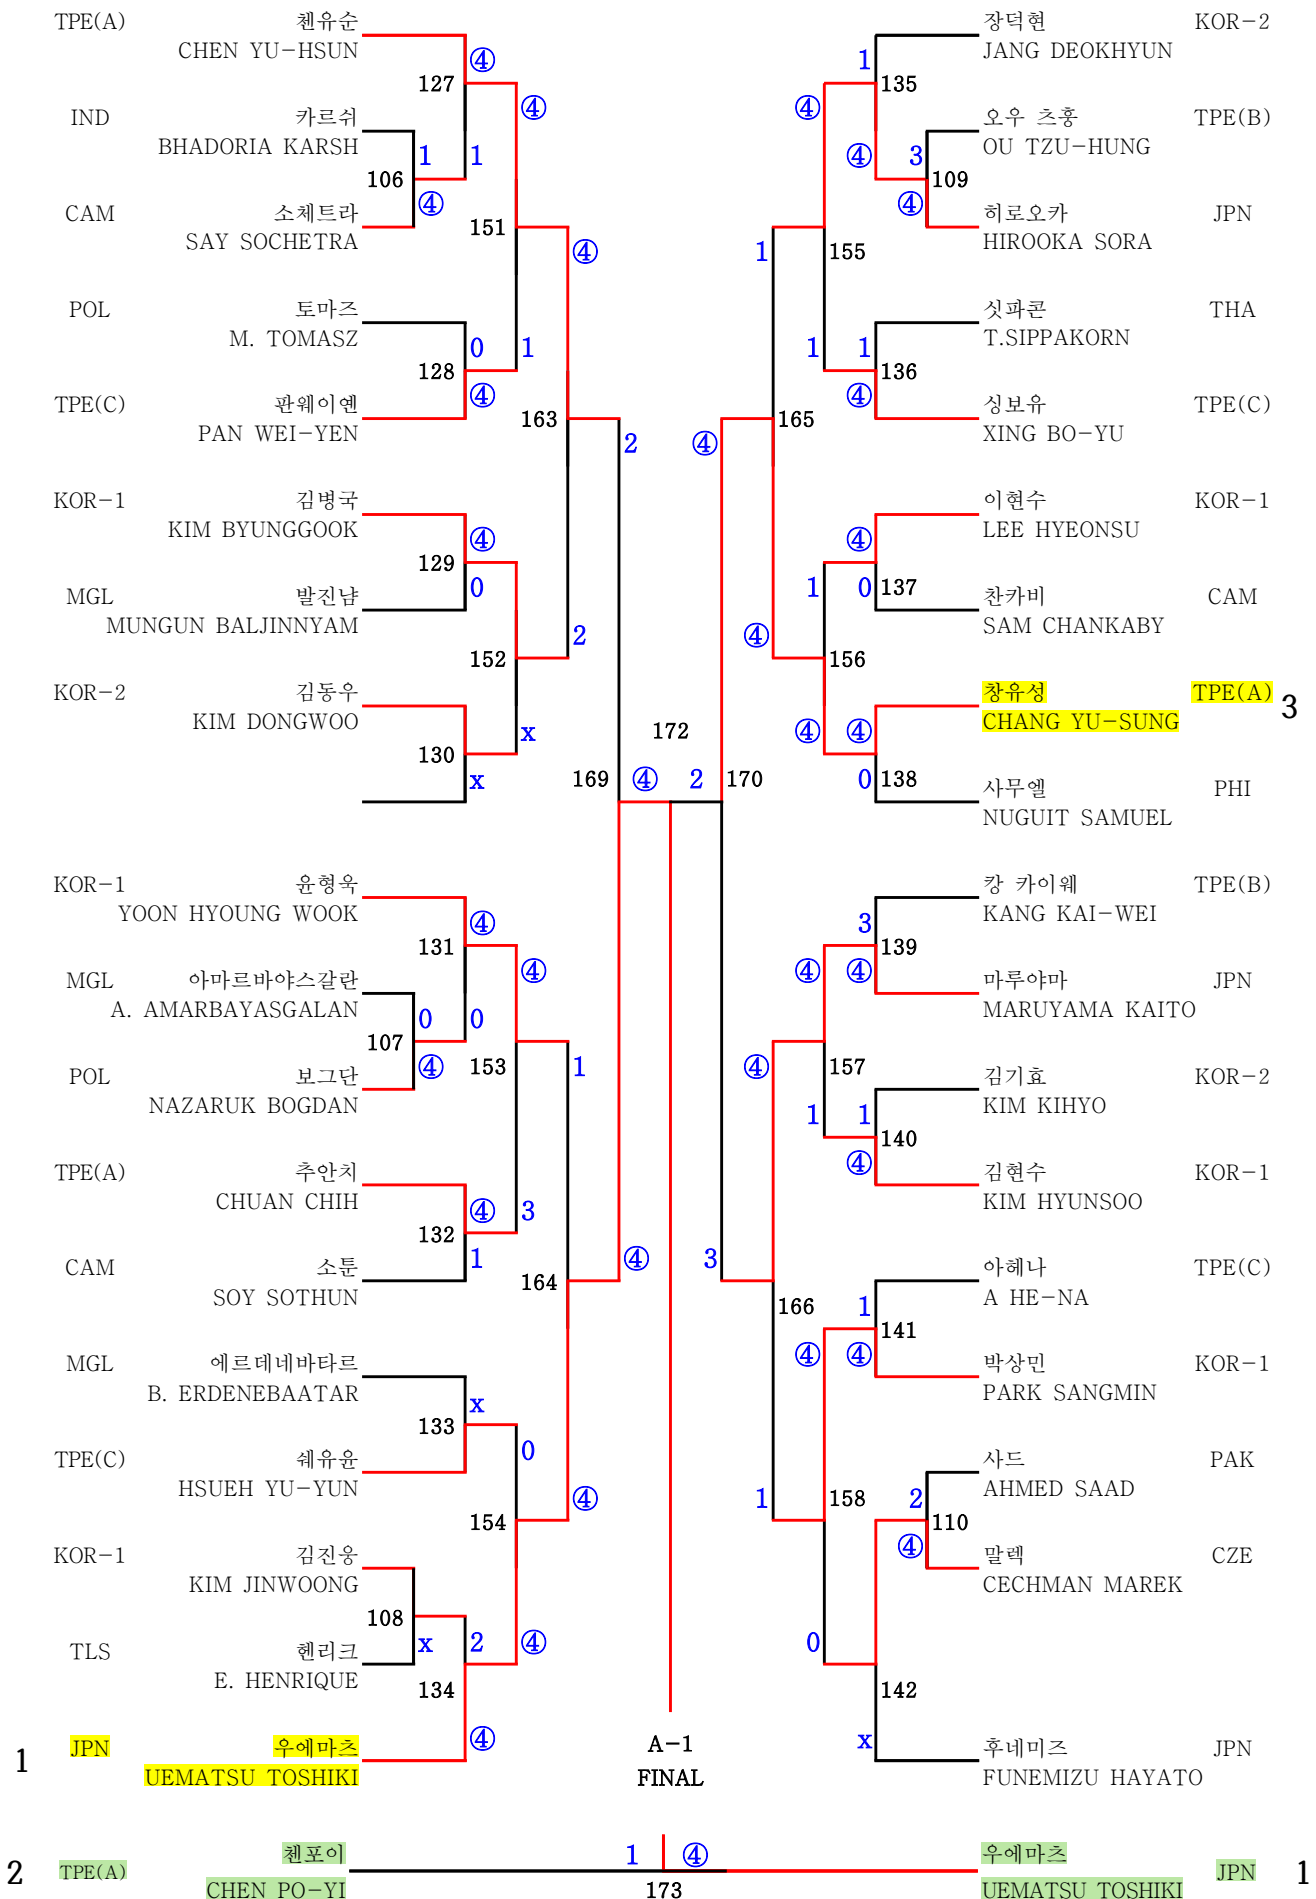 TPE(A) 첸유순
CHEN YU-HSUN
④
127
④
IND 카르쉬
BHADORIA KARSH
1 1
106
④
CAM 소체트라
SAY SOCHETRA
151
④
POL 토마즈
M. TOMASZ
0 1
128
④
TPE(C) 판웨이옌
PAN WEI-YEN
163
2
KOR-1 김병국
KIM BYUNGGOOK
④
129
0
MGL 발진냠
MUNGUN BALJINNYAM
2
152
KOR-2 김동우
KIM DONGWOO
x
130
x
169 ④
KOR-1 윤형욱
YOON HYOUNG WOOK
④
131
④
MGL 아마르바야스갈란
A. AMARBAYASGALAN
0 0
107
④ 153 1
POL 보그단
NAZARUK BOGDAN
TPE(A) 추안치
CHUAN CHIH
④ 3
132
1
CAM 소툰
SOY SOTHUN
164
④
MGL 에르데네바타르
B. ERDENEBAATAR
x
133
0
TPE(C) 쉐유윤
HSUEH YU-YUN
④
154
KOR-1 김진웅
KIM JINWOONG
108
x 2 ④
TLS 헨리크
E. HENRIQUE
134
④
1 JPN 우에마츠
UEMATSU TOSHIKI
172
2 170
A-1
FINAL
장덕현 KOR-2
JANG DEOKHYUN
1
135
④
오우 츠훙 TPE(B)
OU TZU-HUNG
④ 3
109
④
히로오카 JPN
HIROOKA SORA
1 155
싯파콘 THA
T.SIPPAKORN
1 1
136
④
싱보유 TPE(C)
XING BO-YU
④ 165
이현수 KOR-1
LEE HYEONSU
④
137
1 0
찬카비 CAM
SAM CHANKABY
④
156
창유성 TPE(A) 3
CHANG YU-SUNG
④ ④
138
0
사무엘 PHI
NUGUIT SAMUEL
캉 카이웨 TPE(B)
KANG KAI-WEI
3
139
④ ④
마루야마 JPN
MARUYAMA KAITO
④ 157
김기효 KOR-2
KIM KIHYO
1 1
140
④
김현수 KOR-1
KIM HYUNSOO
3
166
아헤나 TPE(C)
A HE-NA
1
141
④ ④
박상민 KOR-1
PARK SANGMIN
사드 PAK
AHMED SAAD
1 158 2
110
④
말렉 CZE
CECHMAN MAREK
0
142
x
후네미즈 JPN
FUNEMIZU HAYATO
2 TPE(A) 첸포이
CHEN PO-YI
1 ④
173
우에마츠 JPN 1
UEMATSU TOSHIKI